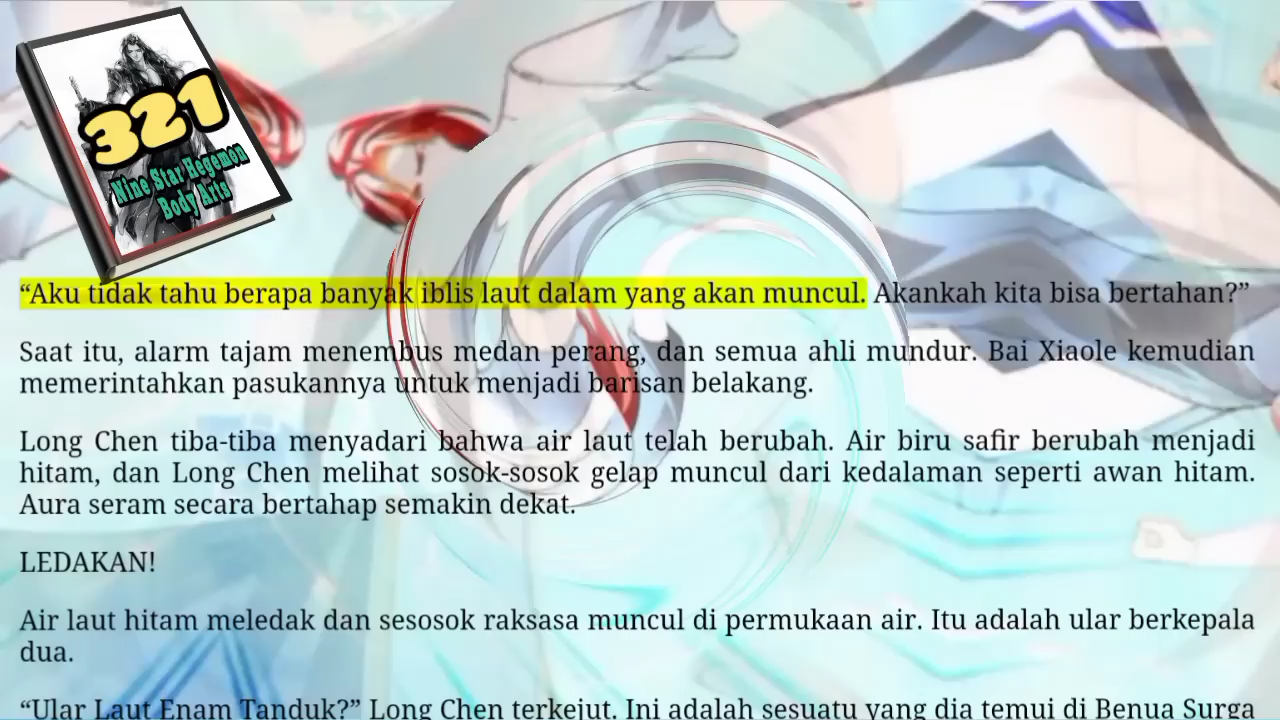 321
Nine Star Hegemon
Body Arts
“Aku tidak tahu berapa banyak iblis laut dalam yang akan muncul. Akankah kita bisa bertahan?”
Saat itu, alarm tajam menembus medan perang, dan semua ahli mundur. Bai Xiaole kemudian
memerintahkan pasukannya untuk menjadi barisan belakang.
Long Chen tiba-tiba menyadari bahwa air laut telah berubah. Air biru safir berubah menjadi
hitam, dan Long Chen melihat sosok-sosok gelap muncul dari kedalaman seperti awan hitam.
Aura seram secara bertahap semakin dekat.
LEDAKAN!
Air laut hitam meledak dan sesosok raksasa muncul di permukaan air. Itu adalah ular berkepala
dua.
“Ular Laut Enam Tanduk?” Long Chen terkejut. Ini adalah sesuatu yang dia temui di Benua Surga